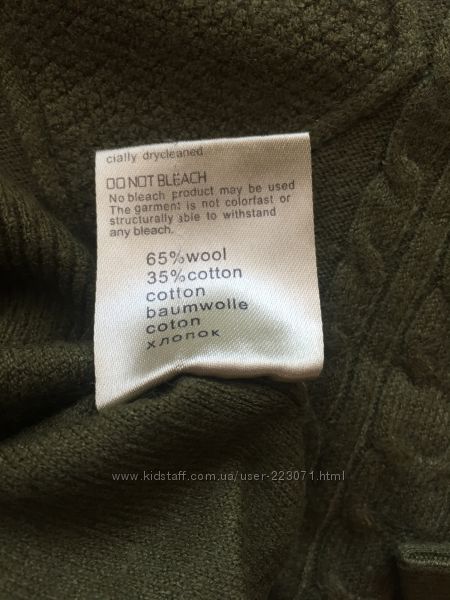 cially drycleaned
DO NOT BLEACH
No bleach product may be used
The garment is not colorfast or
structurally able to withstand
any bleach.
65%wool
35%cotton
cotton
baumwolle
coton
хлопок
www.kidstaff.com.ua/user-223071.html